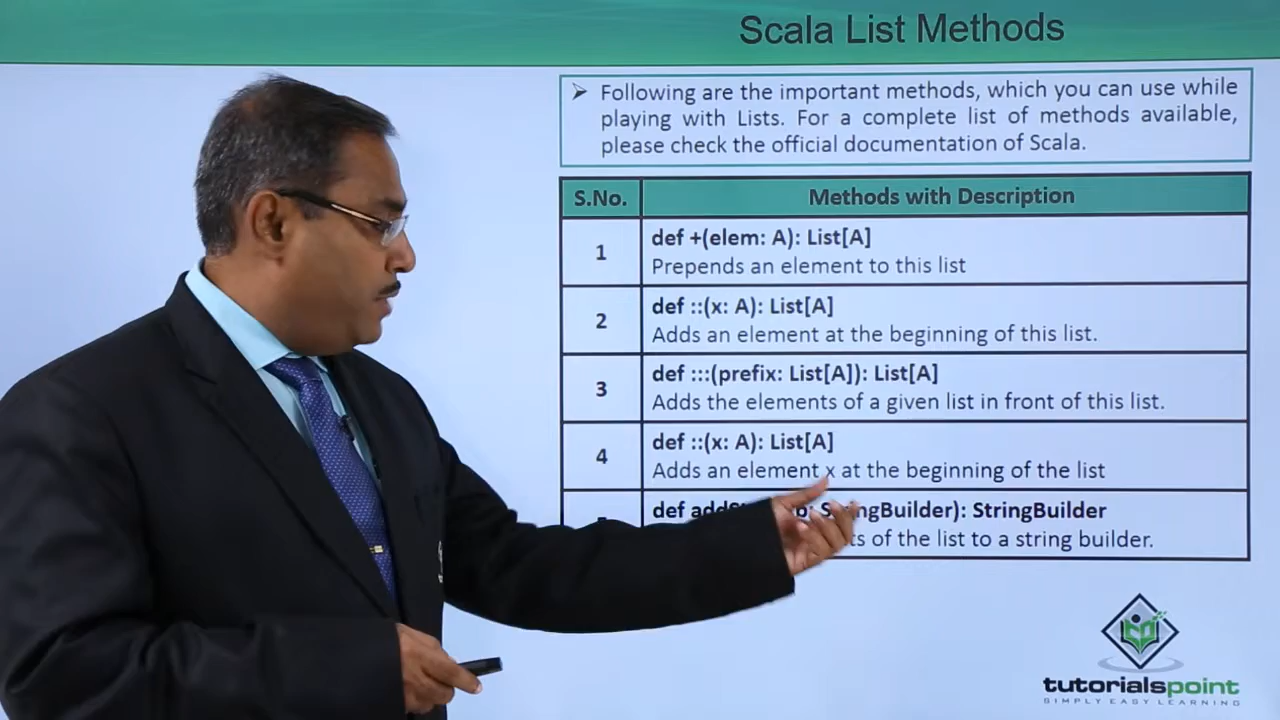 Scala List Methods
➢ Following are the important methods, which you can use while
playing with Lists. For a complete list of methods available,
please check the official documentation of Scala.
S.No. Methods with Description
1
def +(elem: A): List[A]
Prepends an element to this list
2
def ::(x: A): List[A]
Adds an element at the beginning of this list.
3
def :::(prefix: List[A]): List[A]
Adds the elements of a given list in front of this list.
4
def ::(x: A): List[A]
Adds an element x at the beginning of the list
def StringBuilder): StringBuilder
of the list to a string builder.
tutorialspoint
SIMPLY EASY LEARNING